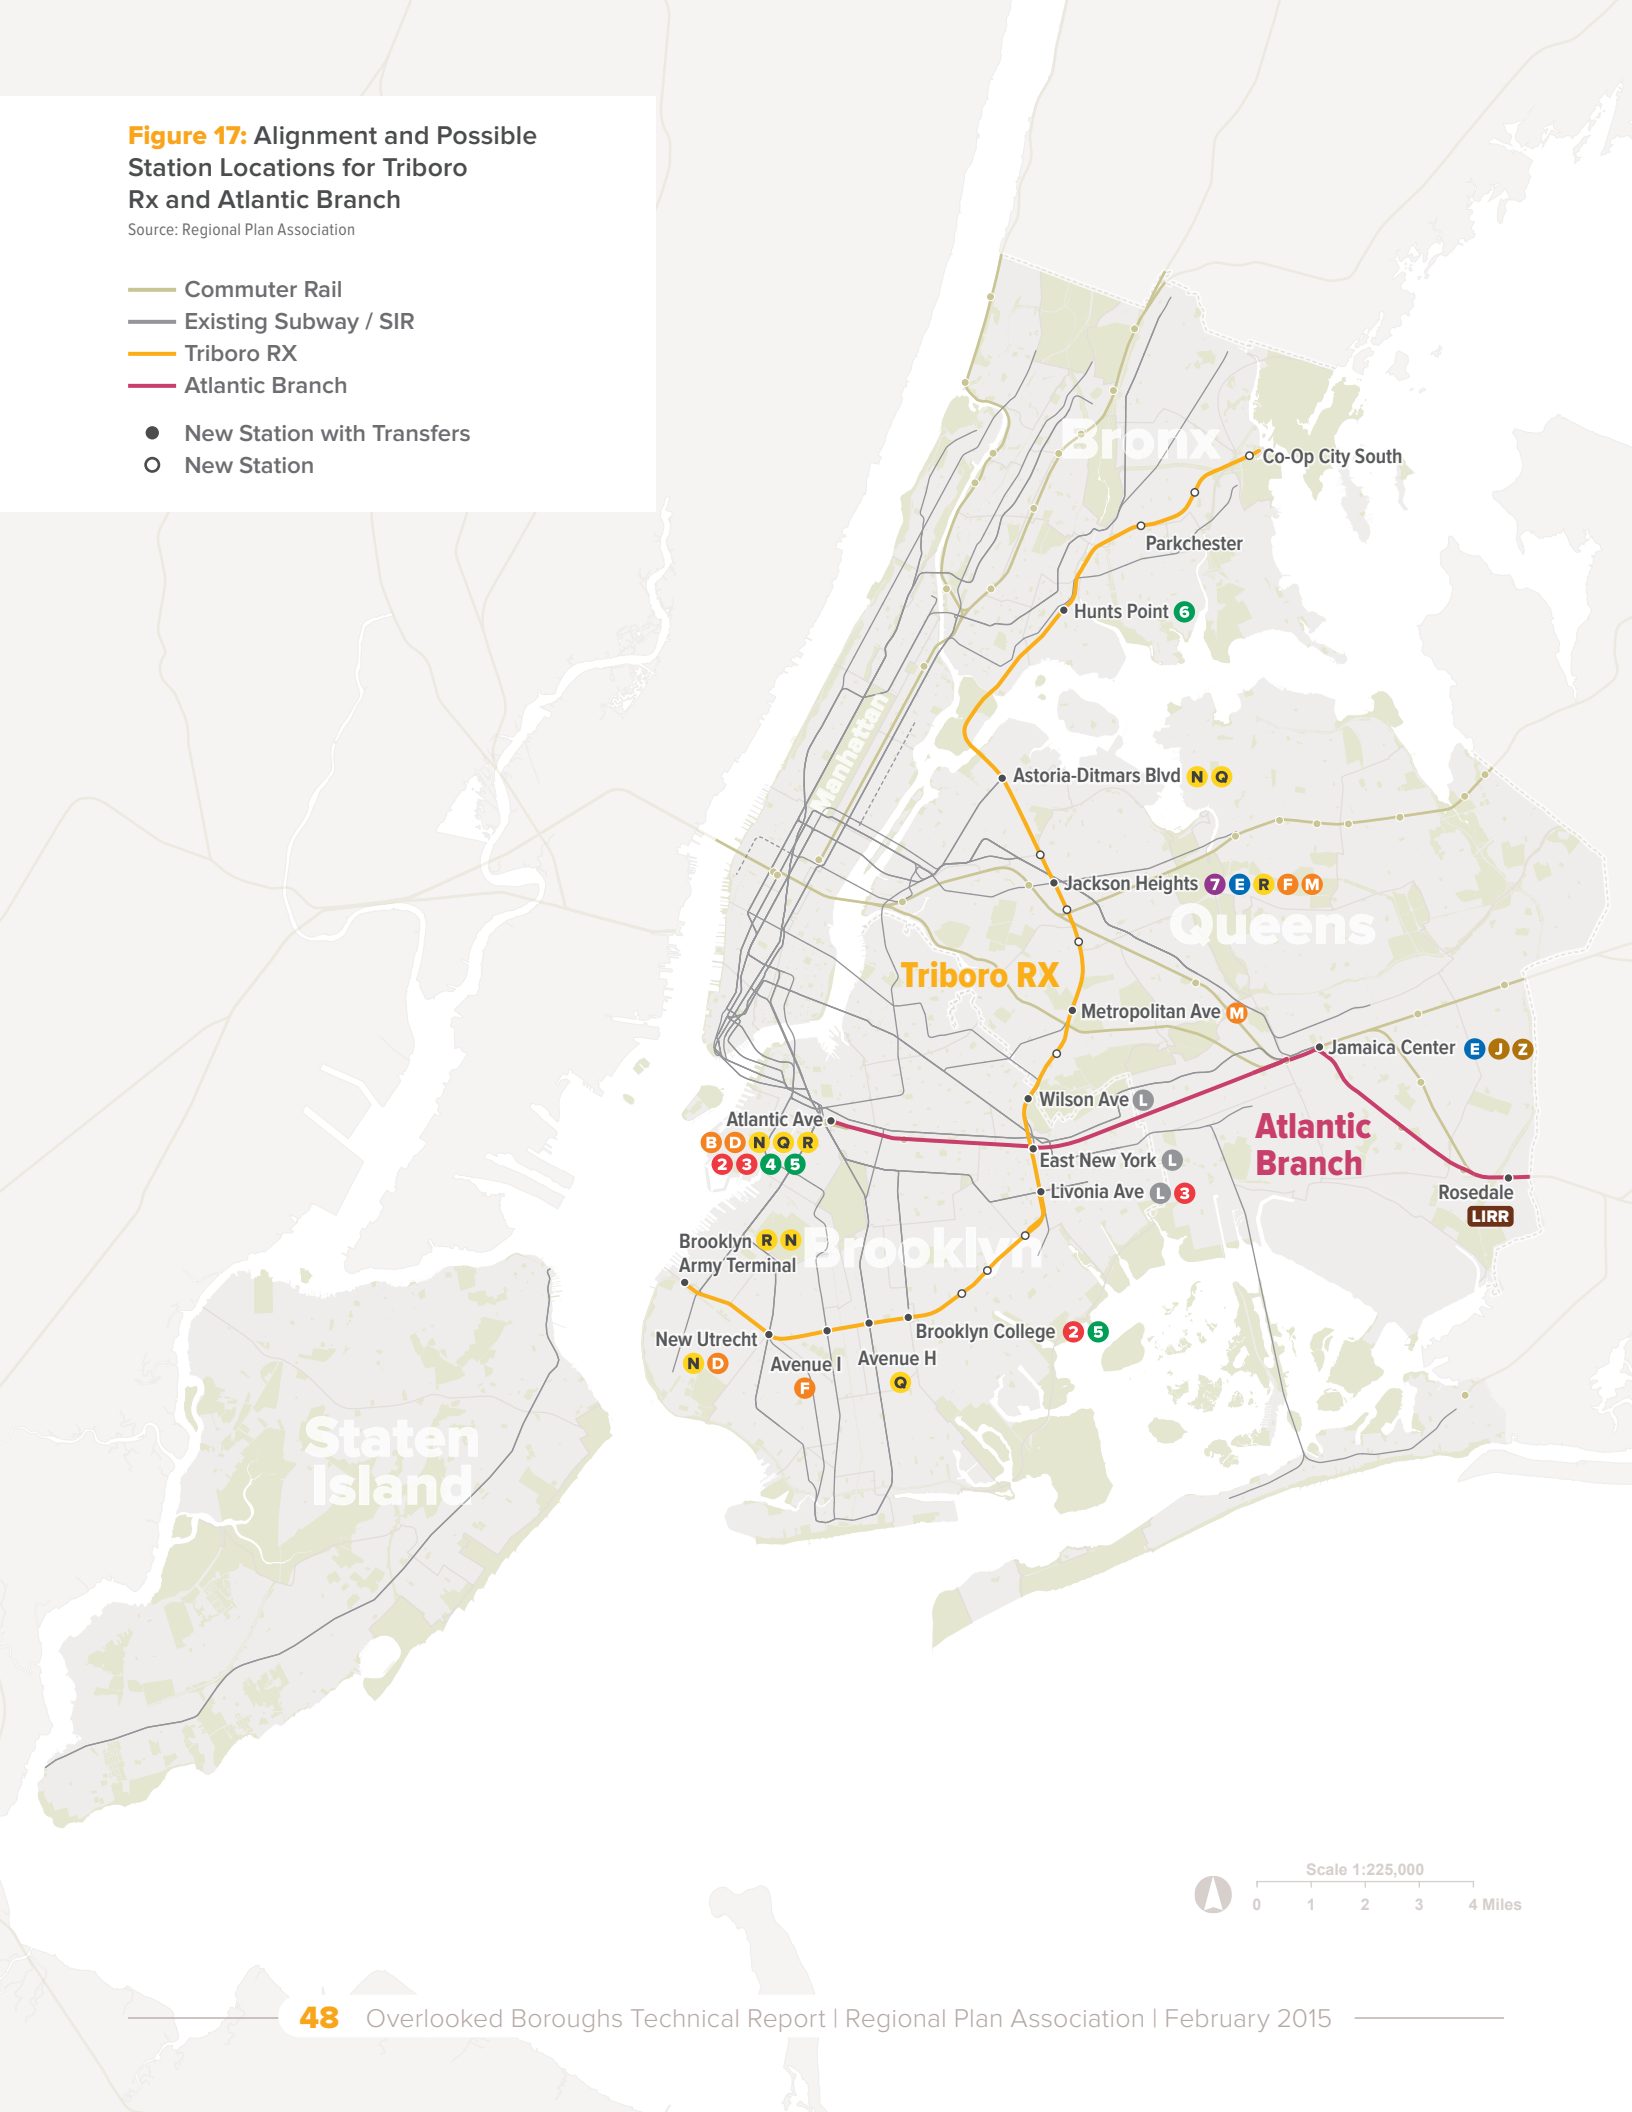 Figure 17: Alignment and Possible
Station Locations for Triboro
Rx and Atlantic Branch
Source: Regional Plan Association
Commuter Rail
Existing Subway / SIR
Triboro RX
Atlantic Branch
New Station with Transfers
New Station
Bronx
Co-Op City South
Parkchester
Hunts Point 6
Manhattan
Astoria-Ditmars Blvd N Q
Jackson Heights 7 E R F M
Queens
Triboro RX
Metropolitan Ave M
Jamaica Center E J Z
Wilson Ave L
Atlantic Ave
B D N Q R
2 3 4 5
Atlantic
Branch
East New York L
Livonia Ave L 3
Rosedale
LIRR
Brooklyn R N
Army Terminal
Brooklyn
New Utrecht
N D
Avenue I
F
Avenue H
Q
Brooklyn College 2 5
Staten
Island
Scale 1:225,000
0 1 2 3 4 Miles
48 Overlooked Boroughs Technical Report | Regional Plan Association | February 2015